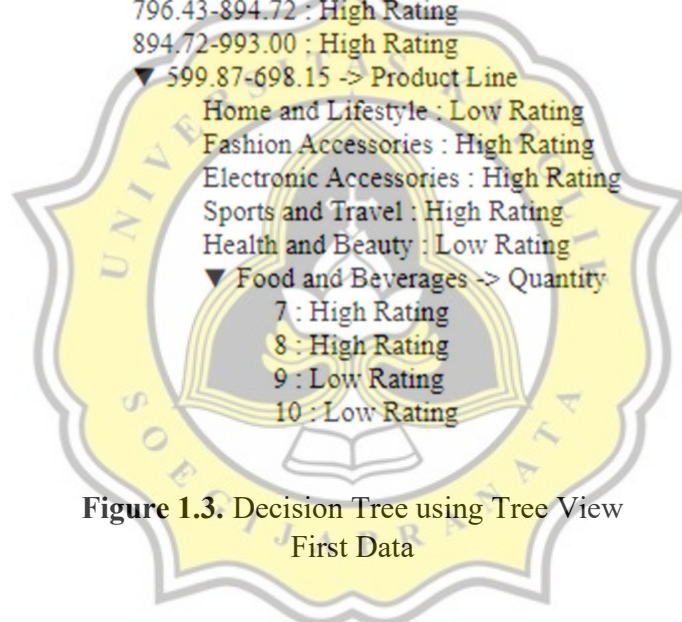 796.43-894.72 : High Rating
894.72-993.00 : High Rating
▼ 599.87-698.15 -> Product Line
Home and Lifestyle : Low Rating
Fashion Accessories : High Rating
Electronic Accessories : High Rating
Sports and Travel : High Rating
Health and Beauty : Low Rating
▼ Food and Beverages -> Quantity
7 : High Rating
8 : High Rating
9 : Low Rating
10 : Low Rating
Figure 1.3. Decision Tree using Tree View
First Data
UNIVERSITAS KATOLIK
SOEGIJAPRANATA